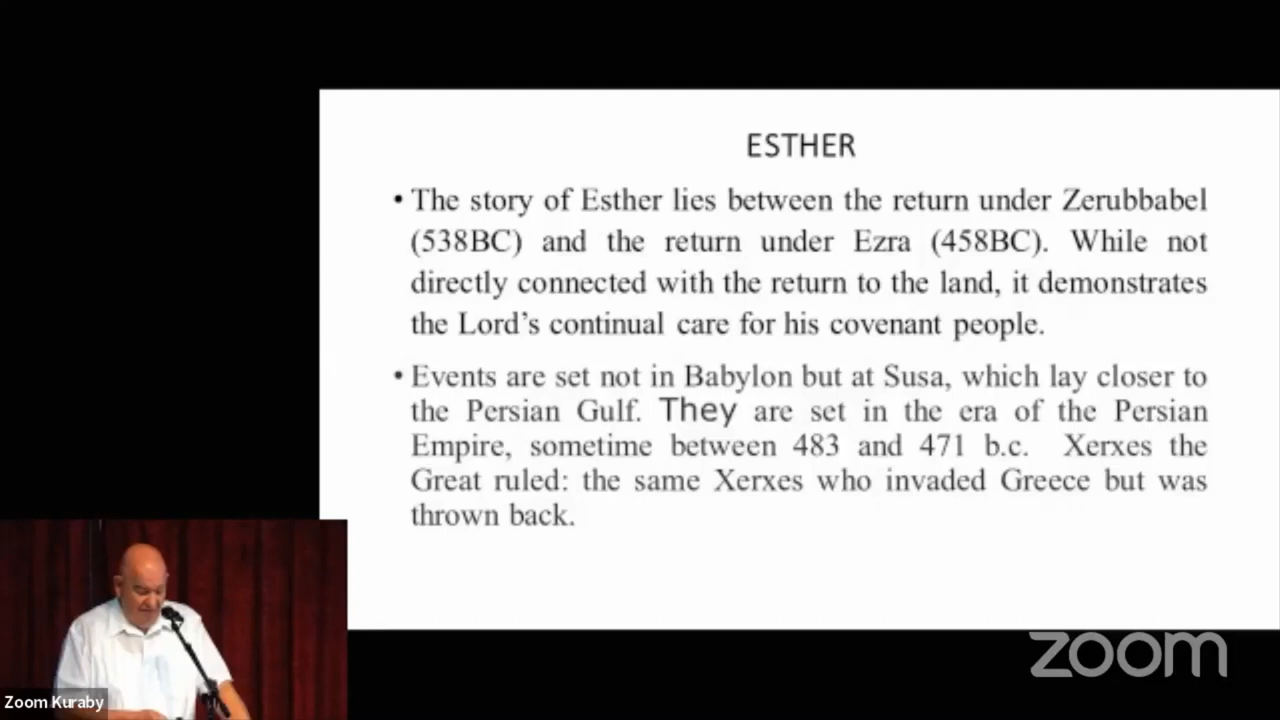 ESTHER
• The story of Esther lies between the return under Zerubbabel
(538BC) and the return under Ezra (458BC). While not
directly connected with the return to the land, it demonstrates
the Lord’s continual care for his covenant people.
• Events are set not in Babylon but at Susa, which lay closer to
the Persian Gulf. They are set in the era of the Persian
Empire, sometime between 483 and 471 b.c. Xerxes the
Great ruled: the same Xerxes who invaded Greece but was
thrown back.
zoom
Zoom Kuraby